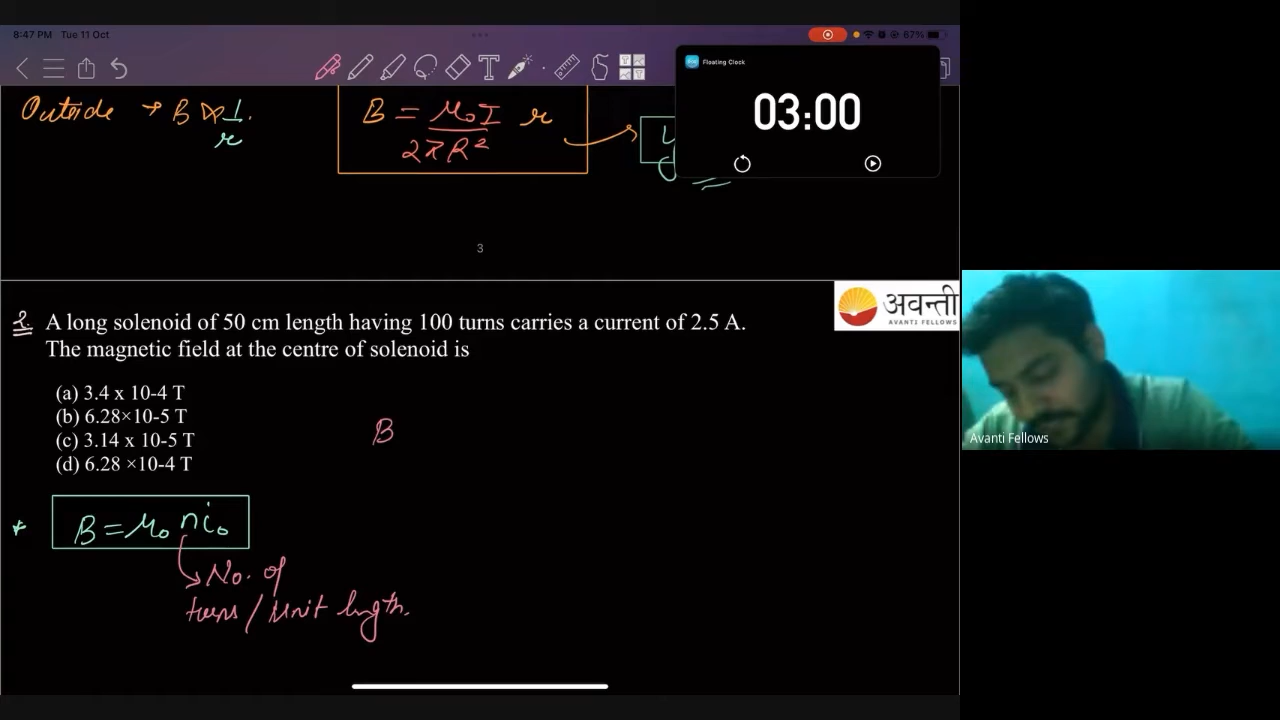 8:47 PM Tue 11 Oct
67%
Floating Clock
03:00
Outside → B ∝ 1/r
B = μ₀I/2πR² r
3
अवन्ती
AVANTI FELLOWS
Q. A long solenoid of 50 cm length having 100 turns carries a current of 2.5 A.
The magnetic field at the centre of solenoid is
(a) 3.4 x 10-4 T
(b) 6.28×10-5 T
(c) 3.14 x 10-5 T
(d) 6.28 ×10-4 T
B
* B = μ₀ n i₀
No. of
turns / Unit length.
Avanti Fellows